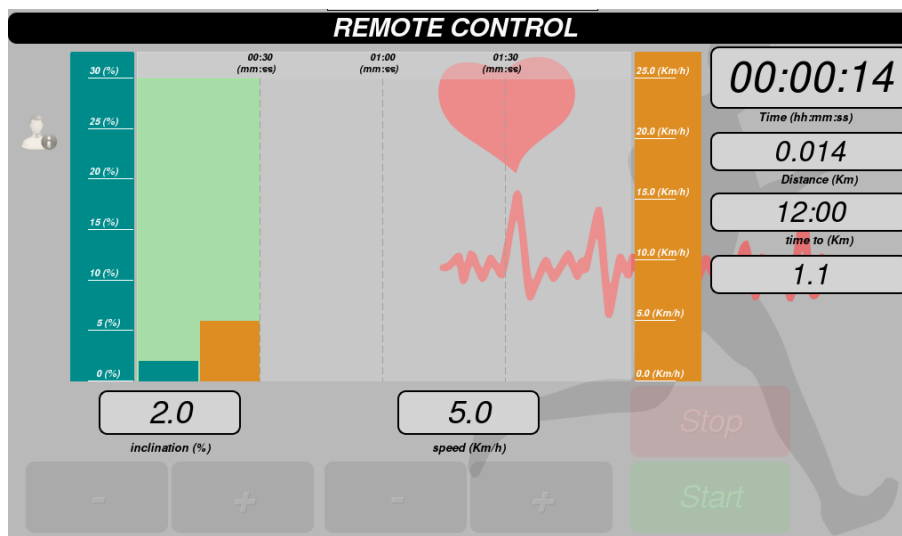 REMOTE CONTROL
00:30 01:00 01:30
(mm:ss) (mm:ss) (mm:ss)
30 (%)
25 (%)
20 (%)
15 (%)
10 (%)
5 (%)
0 (%)
25.0 (Km/h)
20.0 (Km/h)
15.0 (Km/h)
10.0 (Km/h)
5.0 (Km/h)
0.0 (Km/h)
00:00:14
Time (hh:mm:ss)
0.014
Distance (Km)
12:00
time to (Km)
1.1
2.0
inclination (%)
5.0
speed (Km/h)
Stop
- + - +
Start